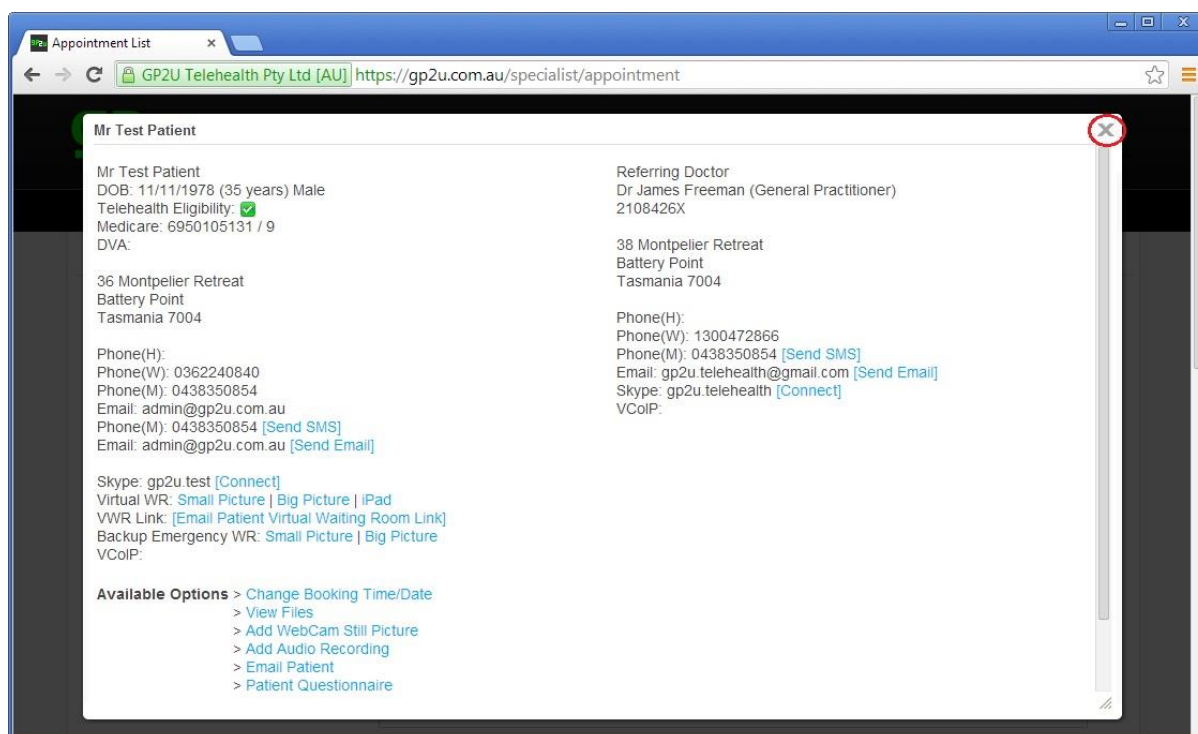 Appointment List
GP2U Telehealth Pty Ltd [AU] https://gp2u.com.au/specialist/appointment
Mr Test Patient
Mr Test Patient
DOB: 11/11/1978 (35 years) Male
Telehealth Eligibility:
Medicare: 6950105131 / 9
DVA:
36 Montpelier Retreat
Battery Point
Tasmania 7004
Phone(H):
Phone(W): 0362240840
Phone(M): 0438350854
Email: admin@gp2u.com.au
Phone(M): 0438350854 [Send SMS]
Email: admin@gp2u.com.au [Send Email]
Skype: gp2u.test [Connect]
Virtual WR: Small Picture | Big Picture | iPad
VWR Link: [Email Patient Virtual Waiting Room Link]
Backup Emergency WR: Small Picture | Big Picture
VCoIP:
Available Options > Change Booking Time/Date
> View Files
> Add WebCam Still Picture
> Add Audio Recording
> Email Patient
> Patient Questionnaire
Referring Doctor
Dr James Freeman (General Practitioner)
2108426X
38 Montpelier Retreat
Battery Point
Tasmania 7004
Phone(H):
Phone(W): 1300472866
Phone(M): 0438350854 [Send SMS]
Email: gp2u.telehealth@gmail.com [Send Email]
Skype: gp2u.telehealth [Connect]
VCoIP: